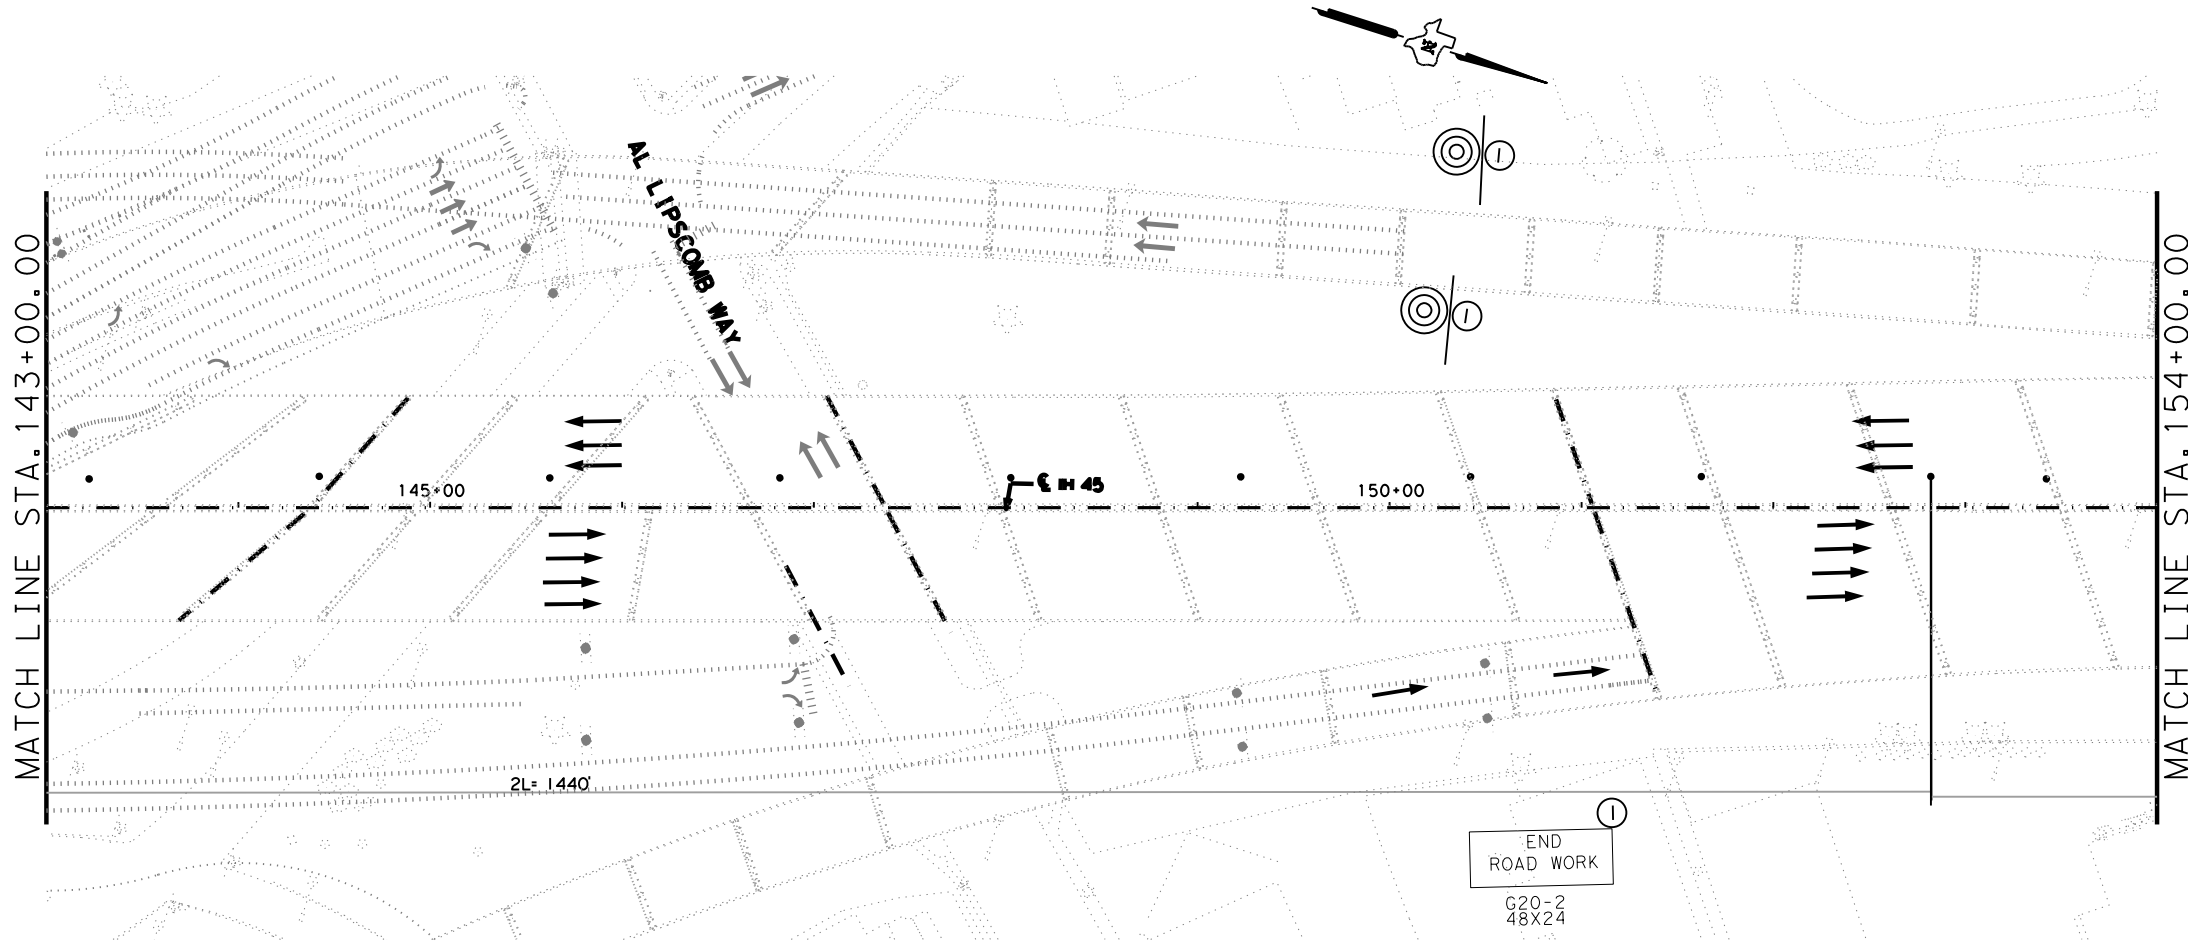 AL LIPSCOMB WAY
MATCH LINE STA. 143+00.00
MATCH LINE STA. 154+00.00
1
1
145+00
℄ IH 45
150+00
2L= 1440'
1
END
ROAD WORK
G20-2
48X24